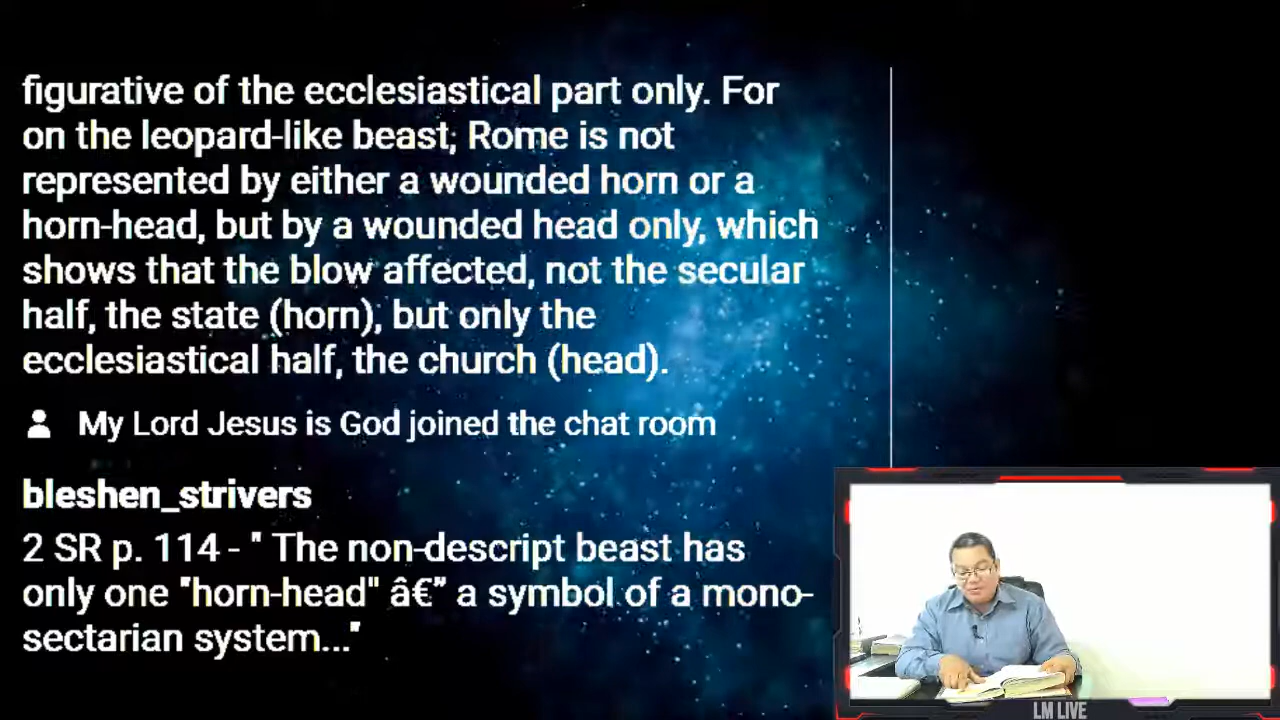 figurative of the ecclesiastical part only. For
on the leopard-like beast, Rome is not
represented by either a wounded horn or a
horn-head, but by a wounded head only, which
shows that the blow affected, not the secular
half, the state (horn), but only the
ecclesiastical half, the church (head).
My Lord Jesus is God joined the chat room
bleshen_strivers
2 SR p. 114 - " The non-descript beast has
only one "horn-head" â€” a symbol of a mono-
sectarian system..."
LM LIVE